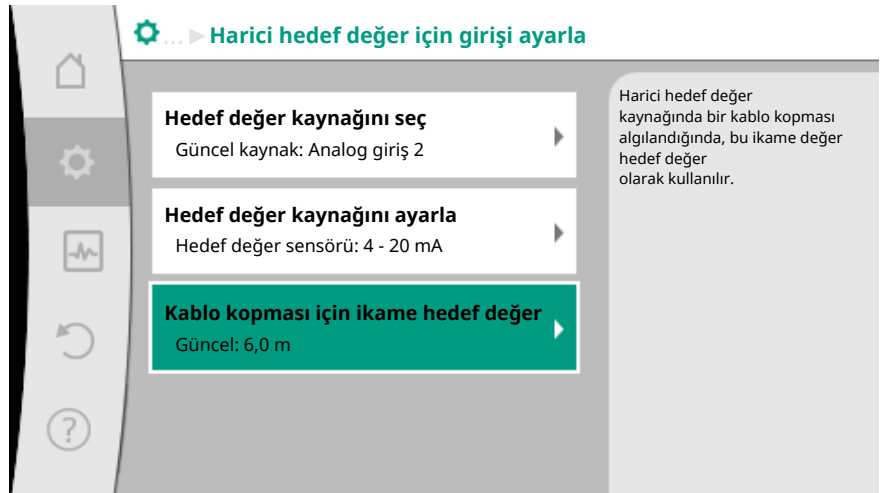 ... Harici hedef değer için girişi ayarla
Hedef değer kaynağını seç
Güncel kaynak: Analog giriş 2
Hedef değer kaynağını ayarla
Hedef değer sensörü: 4 - 20 mA
Kablo kopması için ikame hedef değer
Güncel: 6,0 m
Harici hedef değer
kaynağında bir kablo kopması
algılandığında, bu ikame değer
hedef değer
olarak kullanılır.
?